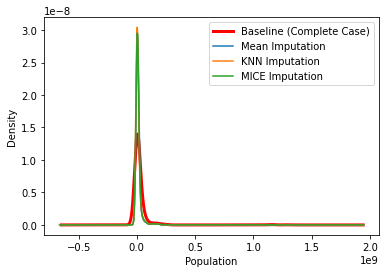 1e−8
3.0
2.5
2.0
1.5
1.0
0.5
0.0
Density
Baseline (Complete Case)
Mean Imputation
KNN Imputation
MICE Imputation
−0.5 0.0 0.5 1.0 1.5 2.0
1e9
Population